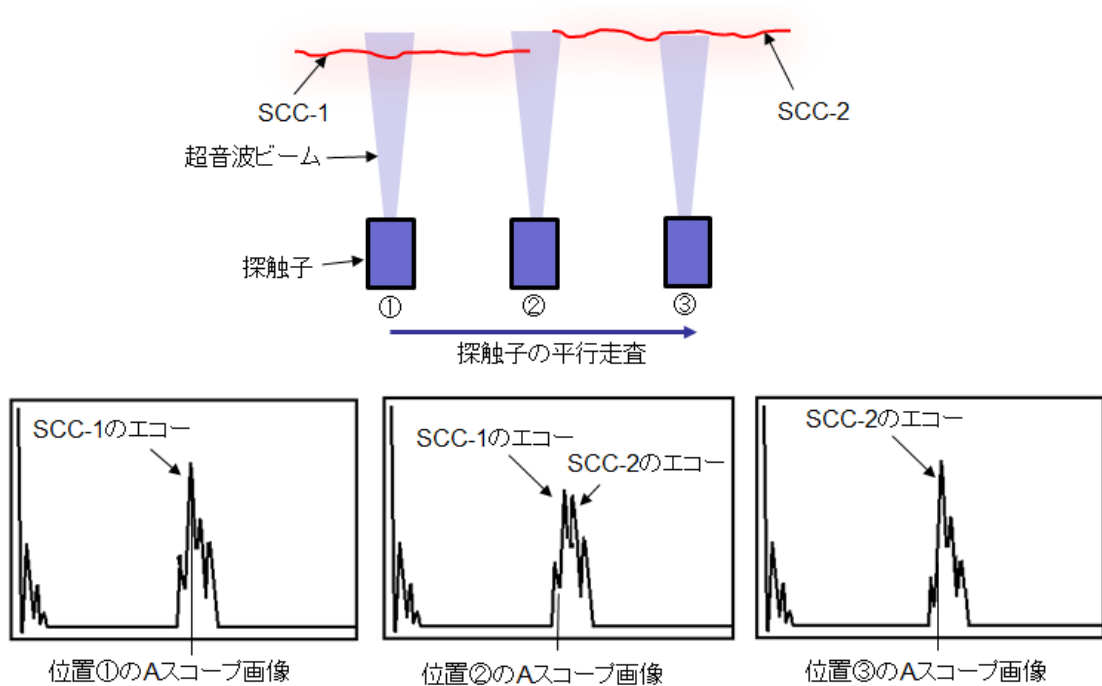 SCC-1
SCC-2
超音波ビーム
探触子
①
②
③
探触子の平行走査
SCC-1のエコー
SCC-1のエコー
SCC-2のエコー
SCC-2のエコー
位置①のAスコープ画像
位置②のAスコープ画像
位置③のAスコープ画像